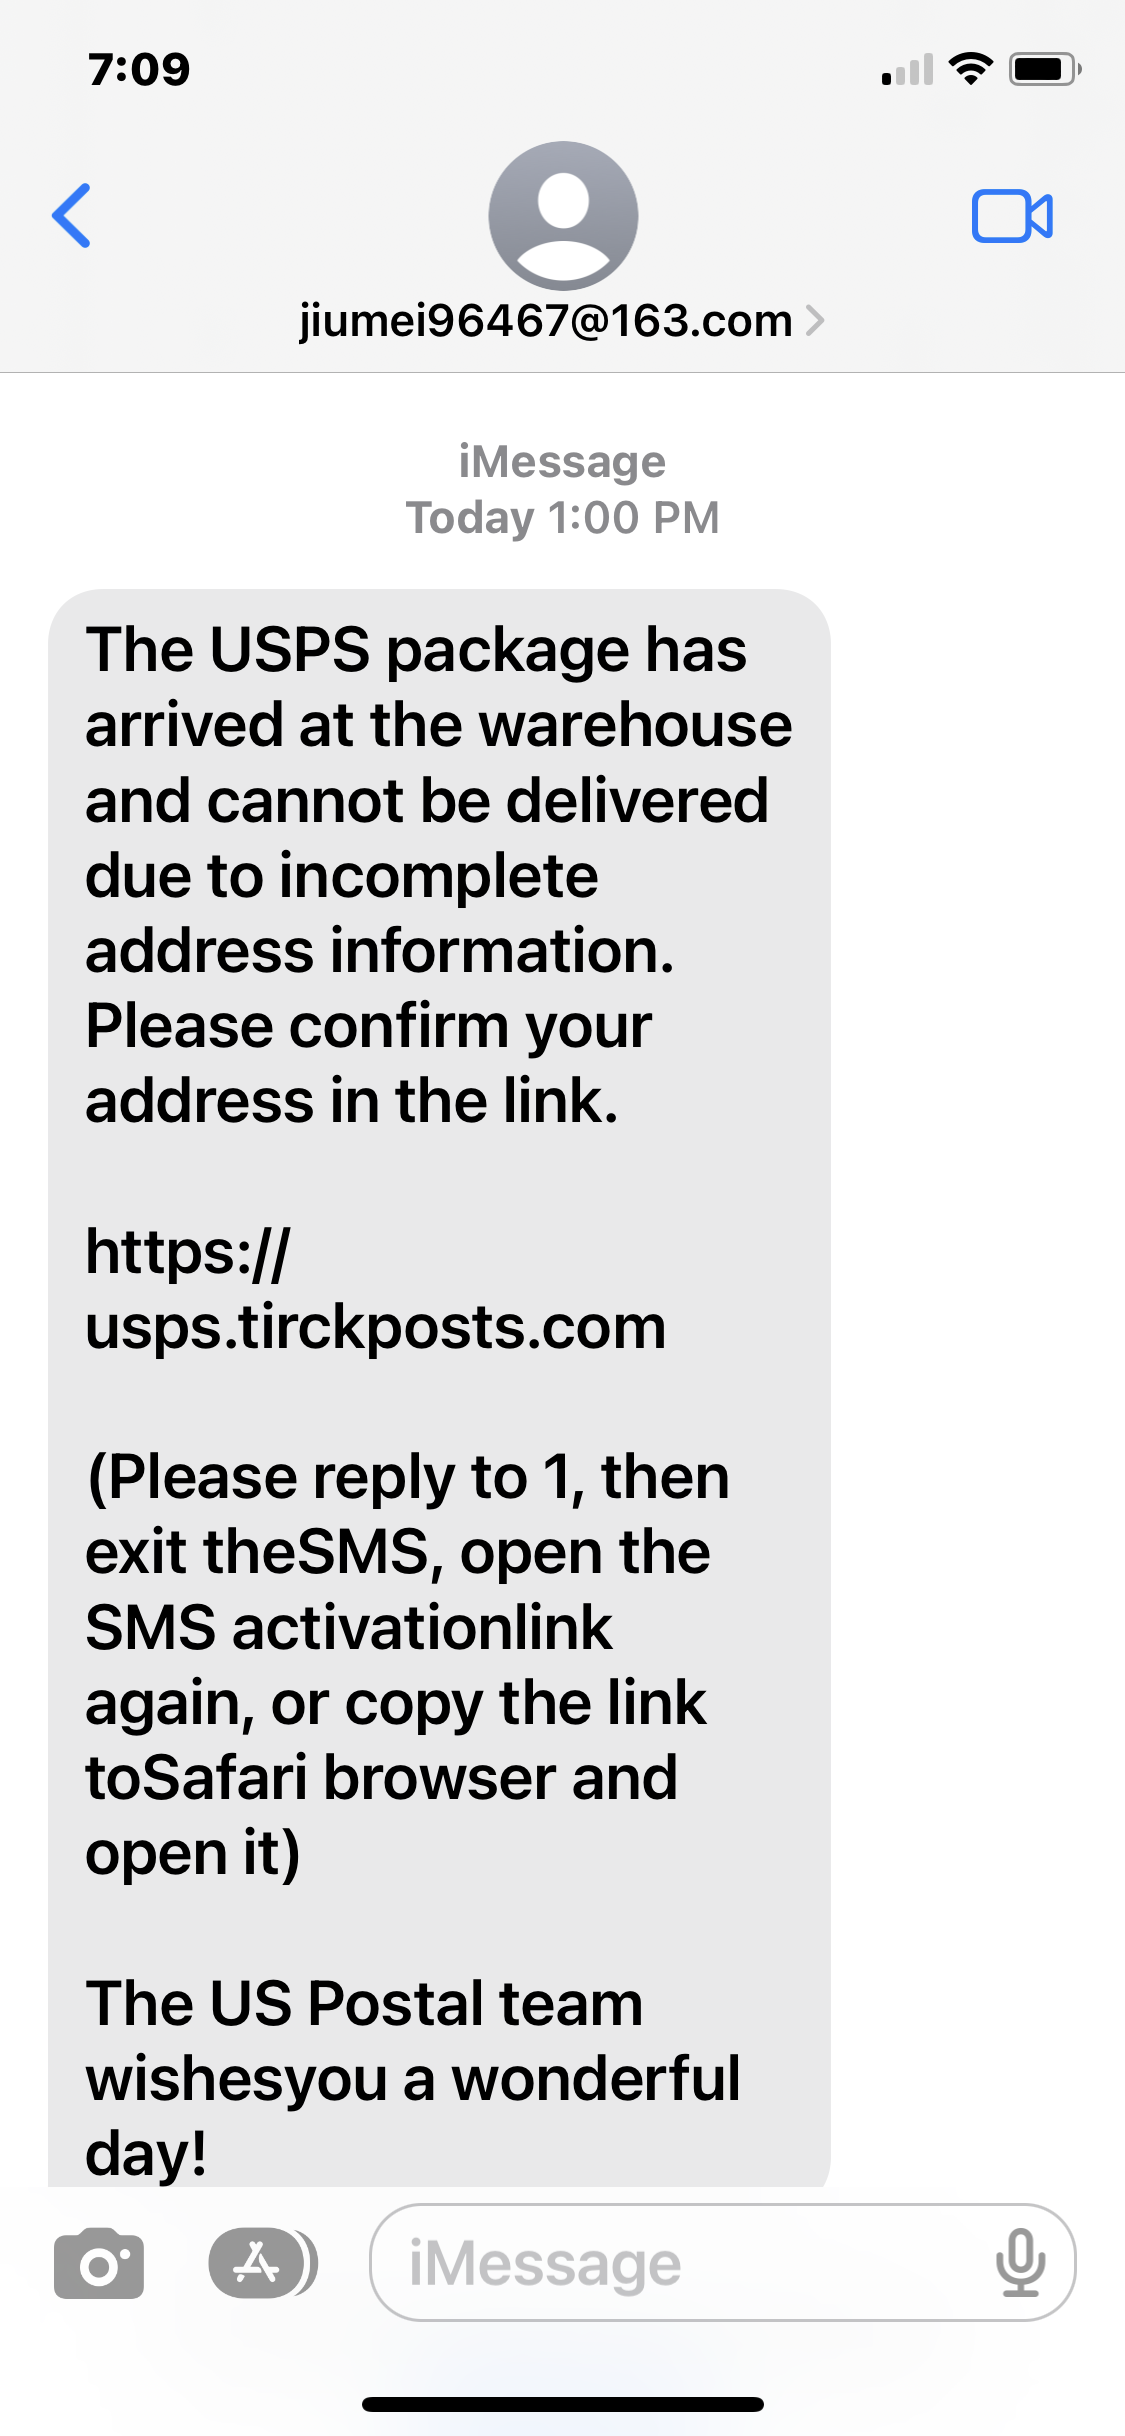 7:09
jiumei96467@163.com
iMessage
Today 1:00 PM
The USPS package has
arrived at the warehouse
and cannot be delivered
due to incomplete
address information.
Please confirm your
address in the link.
https://
usps.tirckposts.com
(Please reply to 1, then
exit theSMS, open the
SMS activationlink
again, or copy the link
toSafari browser and
open it)
The US Postal team
wishesyou a wonderful
day!
iMessage